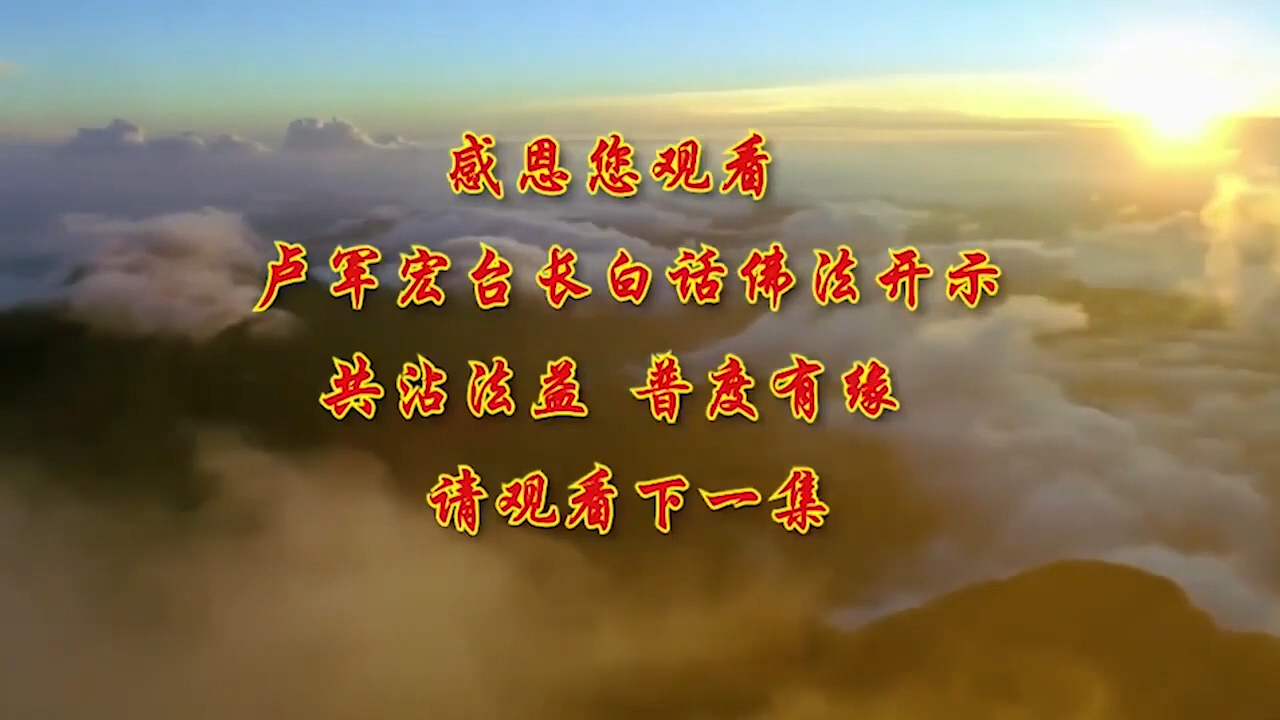 感恩您观看
卢军宏台长白话佛法开示
共沾法益 普度有缘
请观看下一集